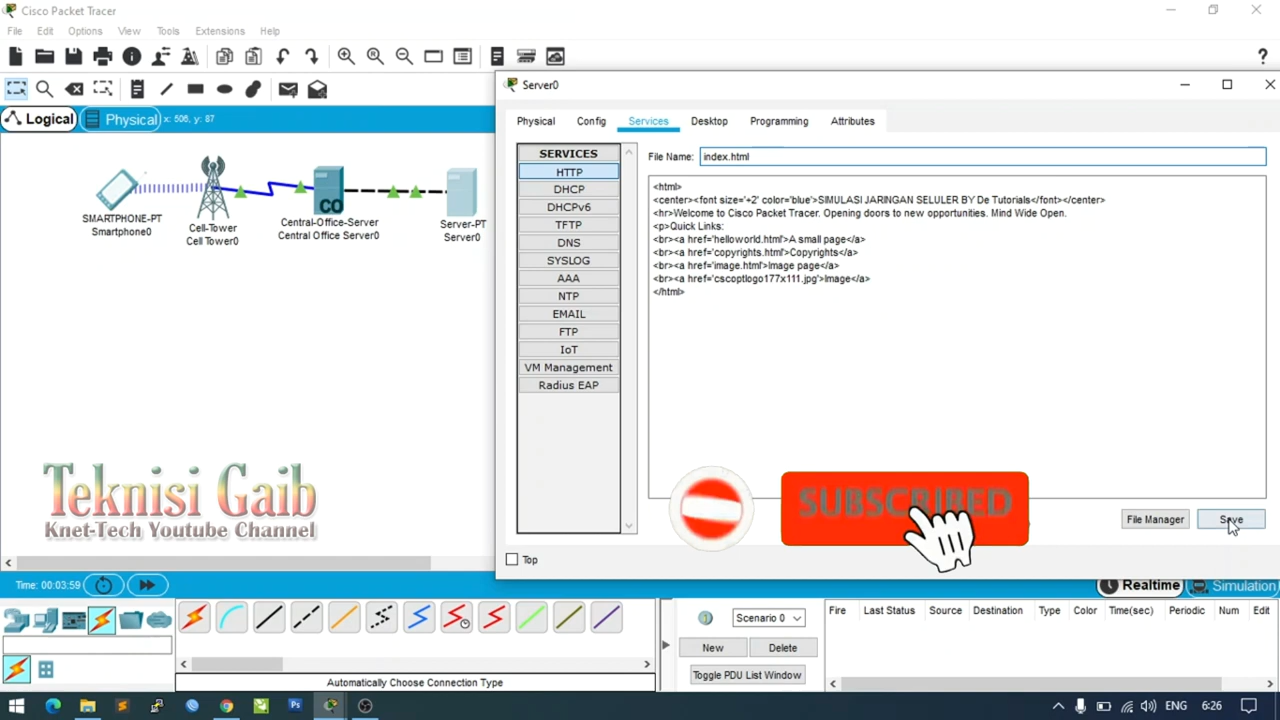 Cisco Packet Tracer
File Edit Options View Tools Extensions Help
?
Logical Physical x: 506, y: 87
SMARTPHONE-PT
Smartphone0
Cell-Tower
Cell Tower0
CO
Central-Office-Server
Central Office Server0
Server-PT
Server0
Teknisi Gaib
Knet-Tech Youtube Channel
Server0
Physical Config Services Desktop Programming Attributes
SERVICES
HTTP
DHCP
DHCPv6
TFTP
DNS
SYSLOG
AAA
NTP
EMAIL
FTP
IoT
VM Management
Radius EAP
File Name: index.html
<html>
<center><font size='+2' color='blue'>SIMULASI JARINGAN SELULER BY De Tutorials</font></center>
<hr>Welcome to Cisco Packet Tracer. Opening doors to new opportunities. Mind Wide Open.
<p>Quick Links:
<br><a href='helloworld.html'>A small page</a>
<br><a href='copyrights.html'>Copyrights</a>
<br><a href='image.html'>Image page</a>
<br><a href='cscoptlogo177x111.jpg'>Image</a>
</html>
SUBSCRIBED
File Manager Save
Top
Time: 00:03:59
Realtime Simulation
Automatically Choose Connection Type
Scenario 0
New Delete
Toggle PDU List Window
Fire Last Status Source Destination Type Color Time(sec) Periodic Num Edit
ENG 6:26